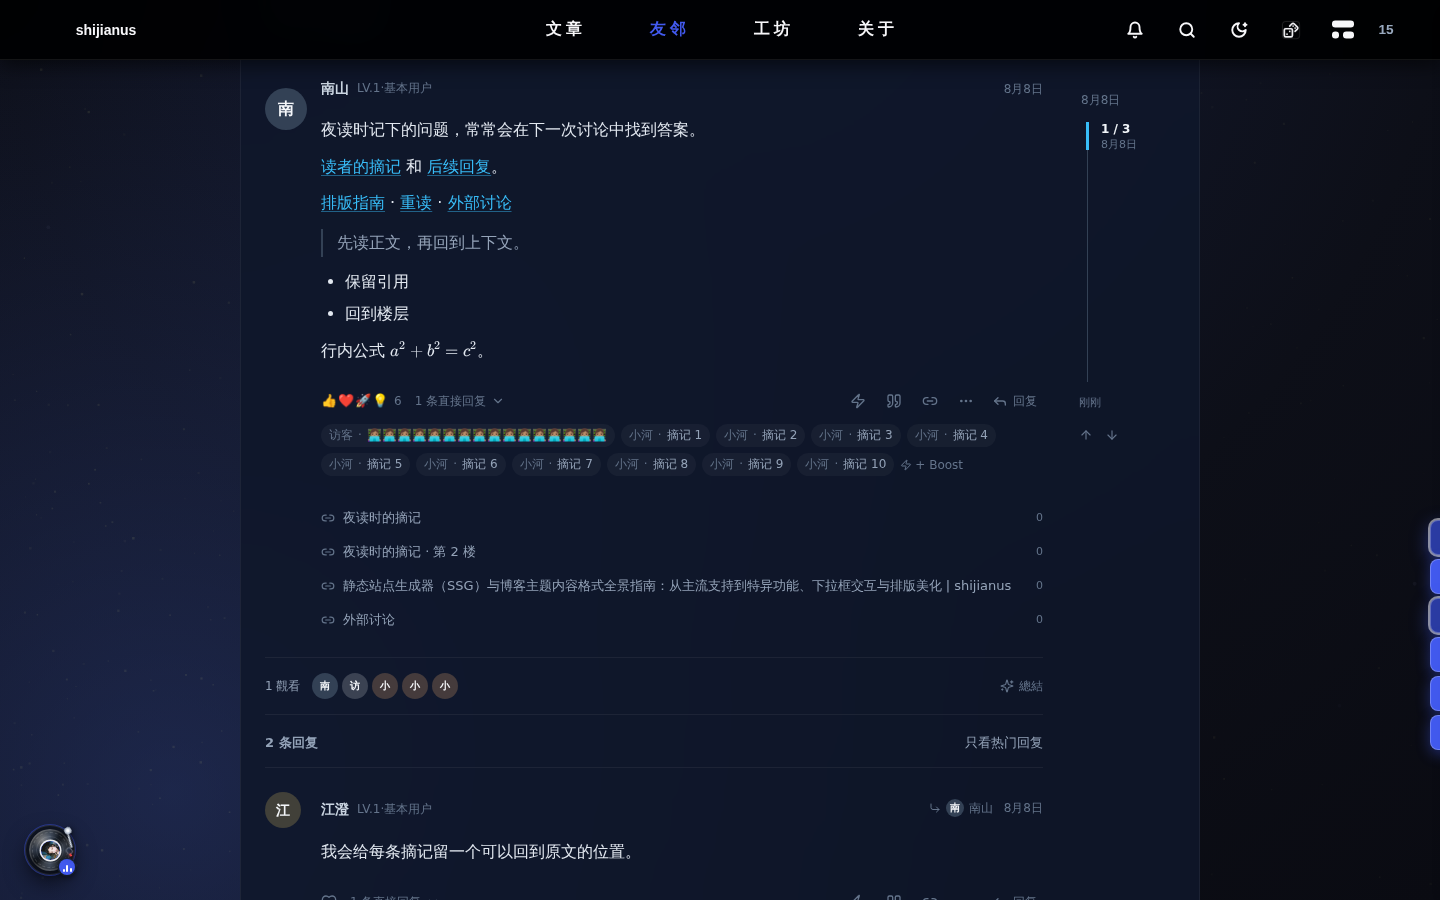 shijianus
文章 友邻 工坊 关于
15
南 南山 LV.1·基本用户 8月8日
夜读时记下的问题，常常会在下一次讨论中找到答案。
读者的摘记 和 后续回复。
排版指南 · 重读 · 外部讨论
先读正文，再回到上下文。
• 保留引用
• 回到楼层
行内公式 a² + b² = c²。
👍❤️🚀💡 6 1 条直接回复 回复
访客 · 👩🏽‍💻👩🏽‍💻👩🏽‍💻👩🏽‍💻👩🏽‍💻👩🏽‍💻👩🏽‍💻👩🏽‍💻👩🏽‍💻👩🏽‍💻👩🏽‍💻👩🏽‍💻👩🏽‍💻👩🏽‍💻👩🏽‍💻👩🏽‍💻 小河 · 摘记 1 小河 · 摘记 2 小河 · 摘记 3 小河 · 摘记 4
小河 · 摘记 5 小河 · 摘记 6 小河 · 摘记 7 小河 · 摘记 8 小河 · 摘记 9 小河 · 摘记 10 + Boost
夜读时的摘记 0
夜读时的摘记 · 第 2 楼 0
静态站点生成器（SSG）与博客主题内容格式全景指南：从主流支持到特异功能、下拉框交互与排版美化 | shijianus 0
外部讨论 0
1 觀看 南 访 小 小 小 總結
2 条回复 只看热门回复
江 江澄 LV.1·基本用户 南 南山 8月8日
我会给每条摘记留一个可以回到原文的位置。
1 条直接回复 回复
8月8日
1 / 3
8月8日
刚刚